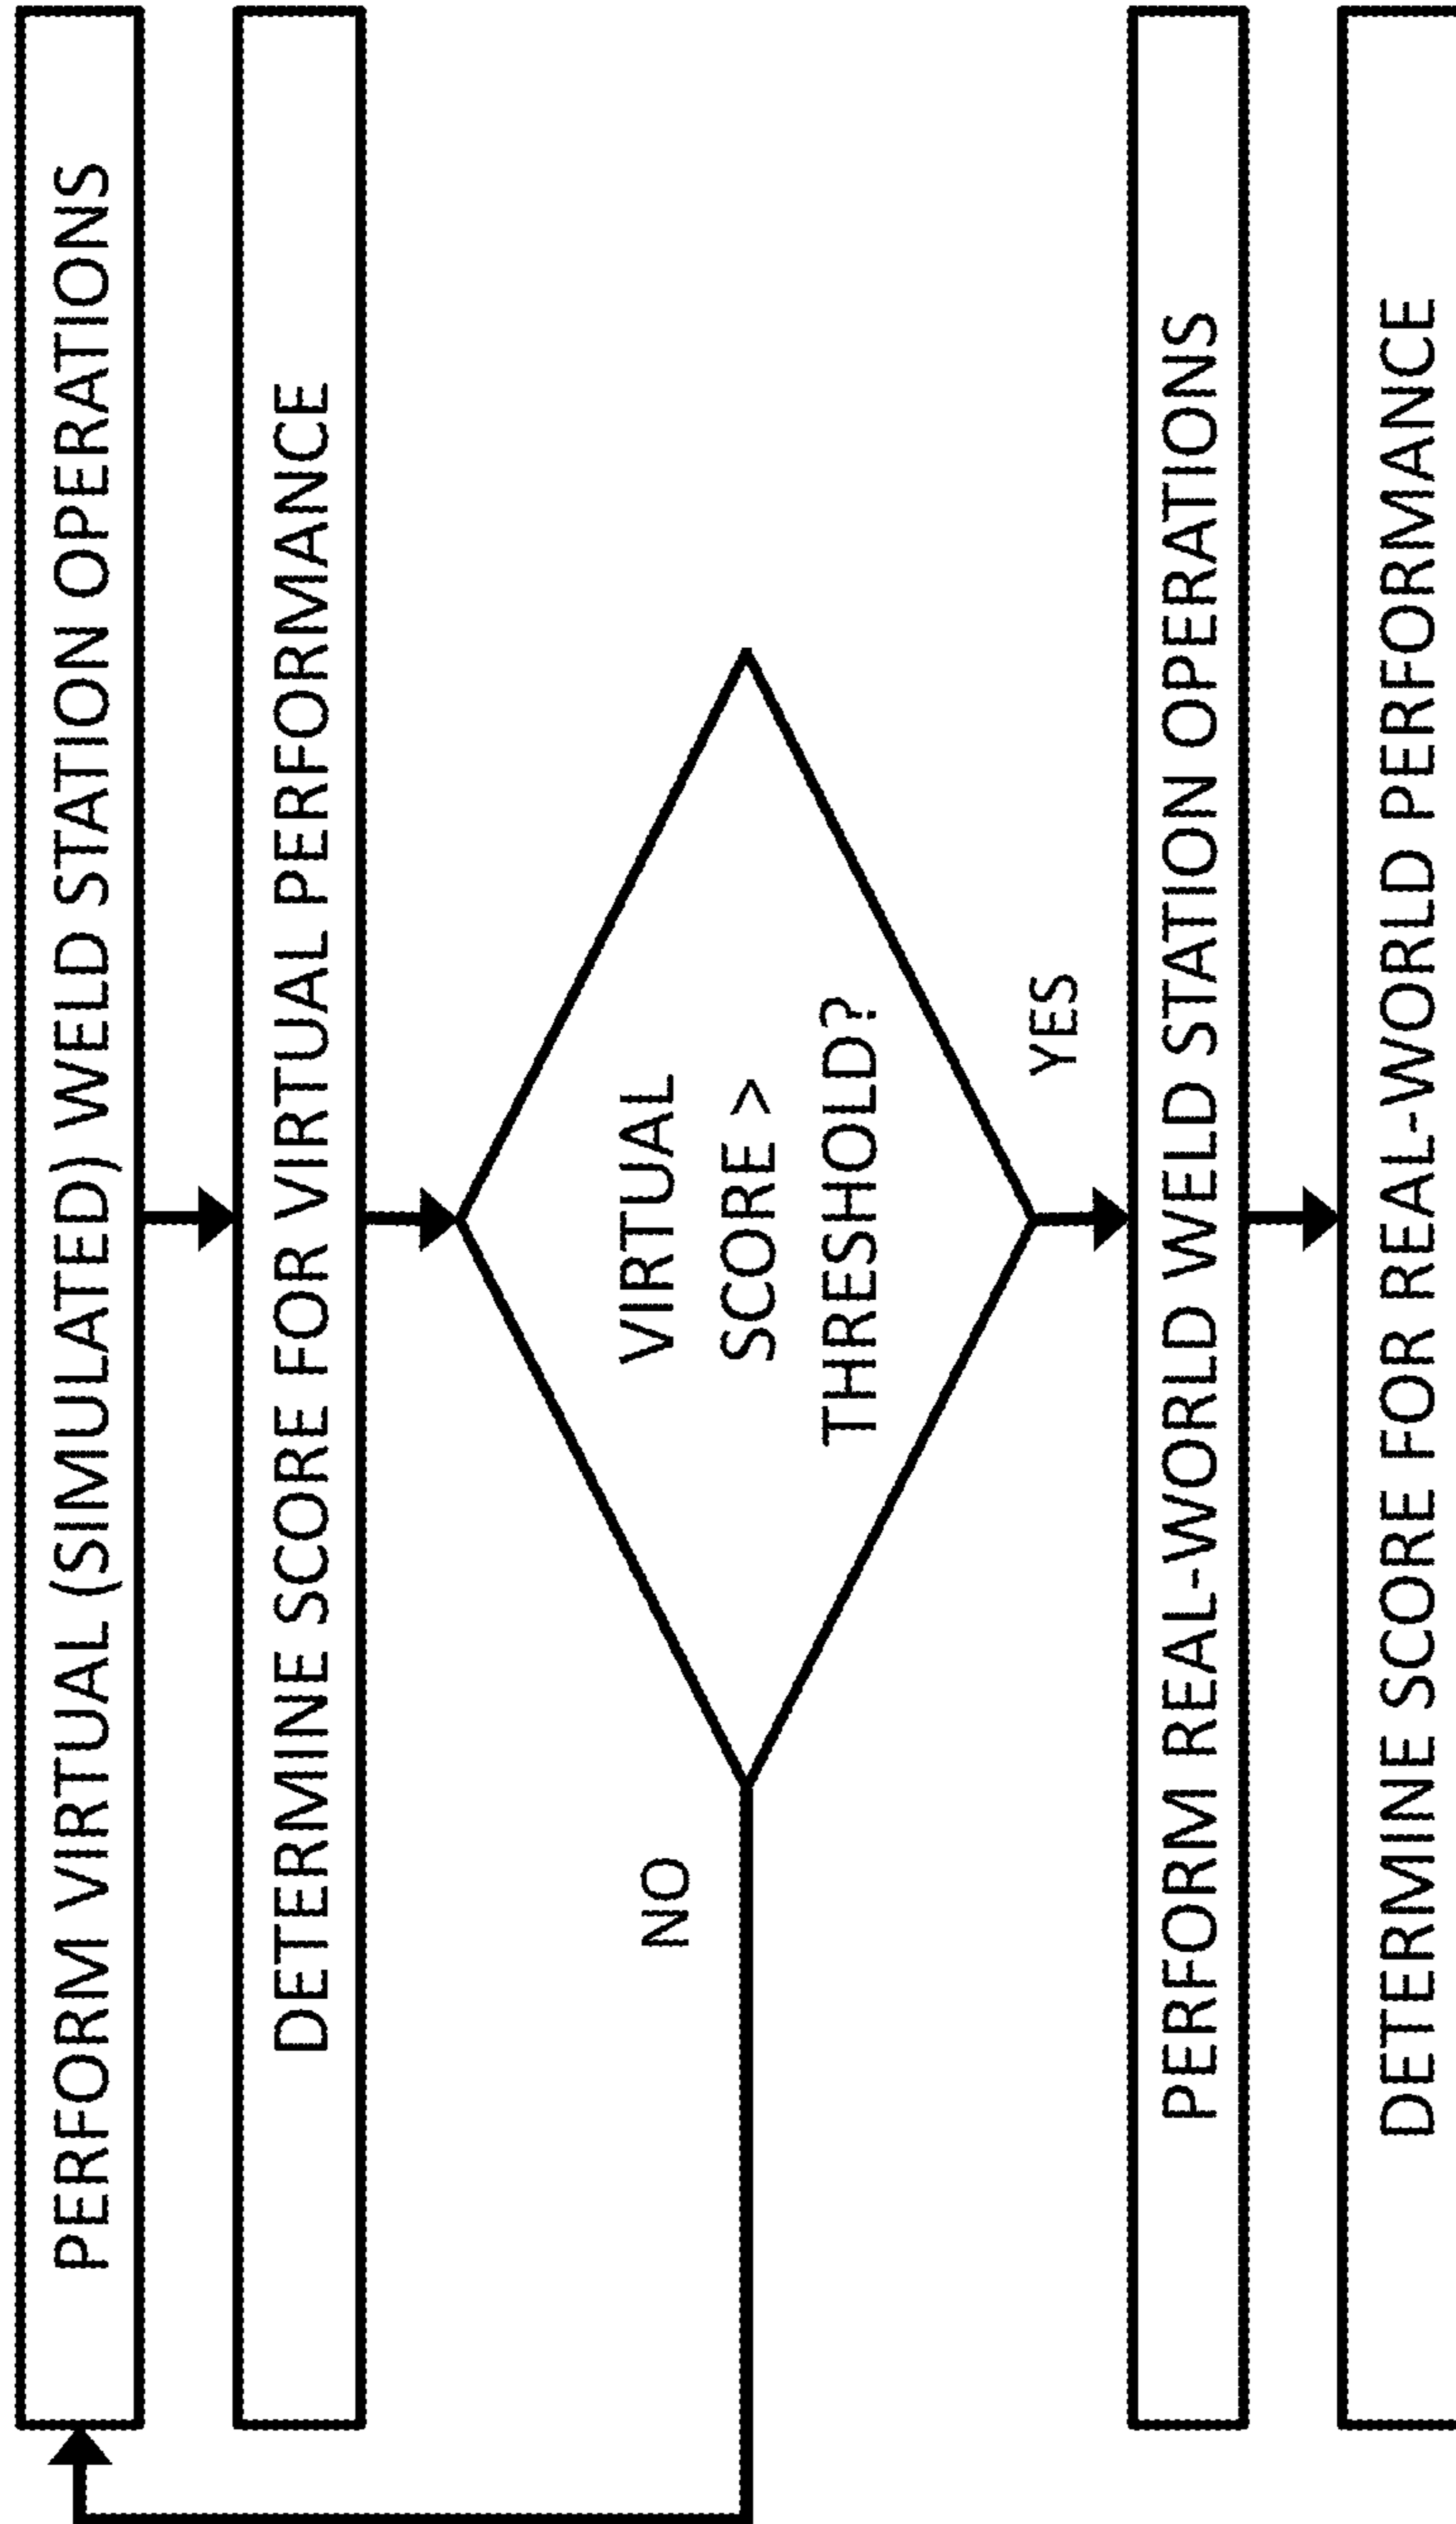 PERFORM VIRTUAL (SIMULATED) WELD STATION OPERATIONS
DETERMINE SCORE FOR VIRTUAL PERFORMANCE
VIRTUAL
SCORE >
THRESHOLD?
NO
YES
PERFORM REAL-WORLD WELD STATION OPERATIONS
DETERMINE SCORE FOR REAL-WORLD PERFORMANCE